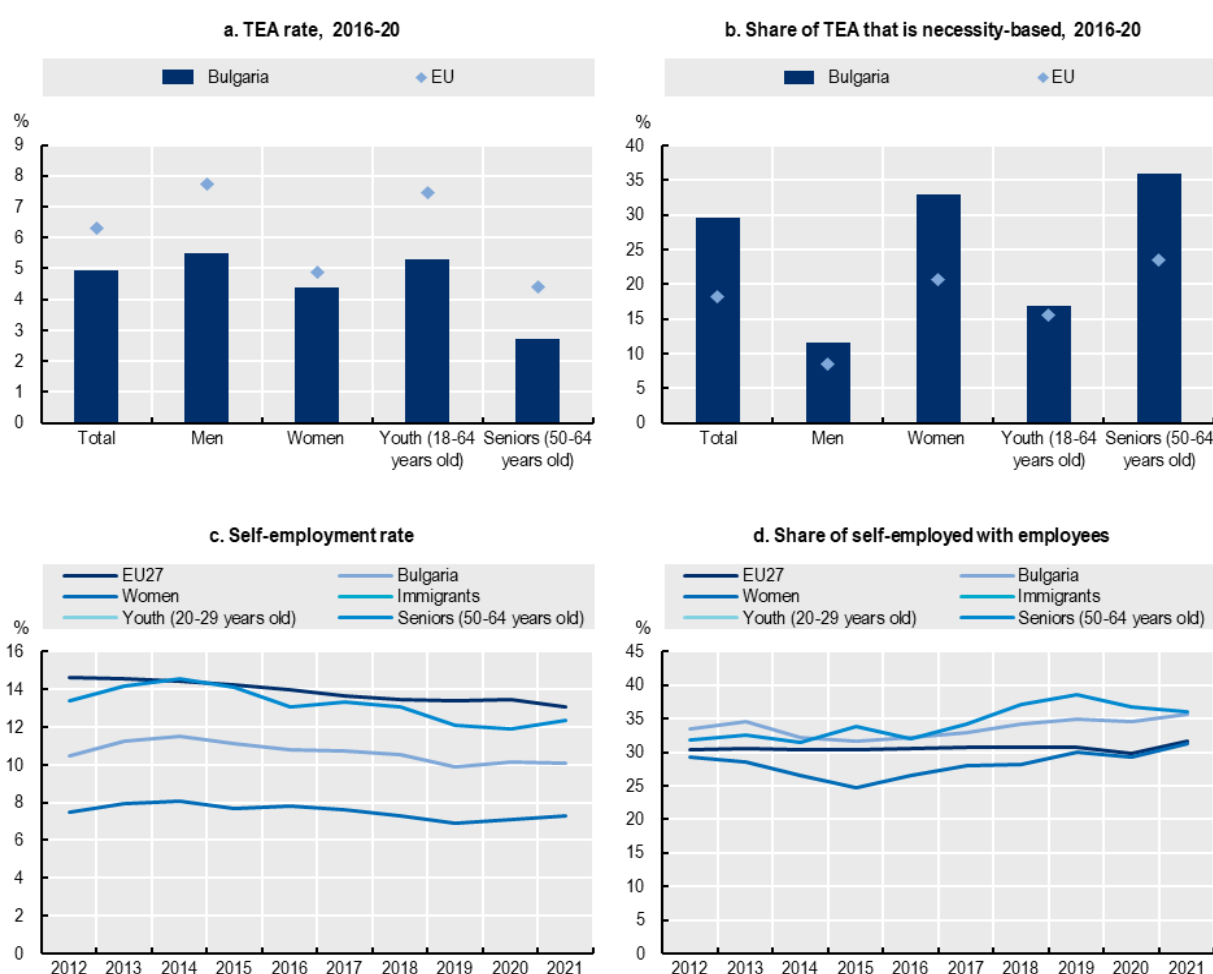 a. TEA rate, 2016-20
Bulgaria EU
%
9
8
7
6
5
4
3
2
1
0
Total Men Women Youth (18-64 Seniors (50-64
years old) years old)
b. Share of TEA that is necessity-based, 2016-20
Bulgaria EU
%
40
35
30
25
20
15
10
5
0
Total Men Women Youth (18-64 Seniors (50-64
years old) years old)
c. Self-employment rate
EU27 Bulgaria
Women Immigrants
Youth (20-29 years old) Seniors (50-64 years old)
%
16
14
12
10
8
6
4
2
0
2012 2013 2014 2015 2016 2017 2018 2019 2020 2021
d. Share of self-employed with employees
EU27 Bulgaria
Women Immigrants
Youth (20-29 years old) Seniors (50-64 years old)
%
45
40
35
30
25
20
15
10
5
0
2012 2013 2014 2015 2016 2017 2018 2019 2020 2021